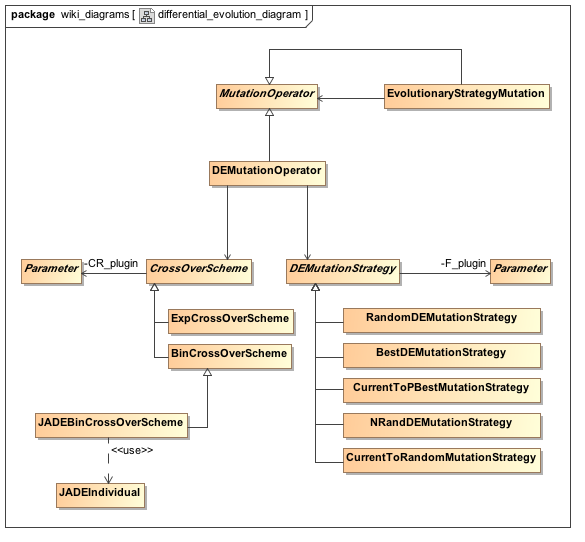 package wiki_diagrams [ differential_evolution_diagram ]
MutationOperator
EvolutionaryStrategyMutation
DEMutationOperator
Parameter
-CR_plugin
CrossOverScheme
DEMutationStrategy
-F_plugin
Parameter
ExpCrossOverScheme
RandomDEMutationStrategy
BinCrossOverScheme
BestDEMutationStrategy
CurrentToPBestMutationStrategy
JADEBinCrossOverScheme
NRandDEMutationStrategy
<<use>>
CurrentToRandomMutationStrategy
JADEIndividual